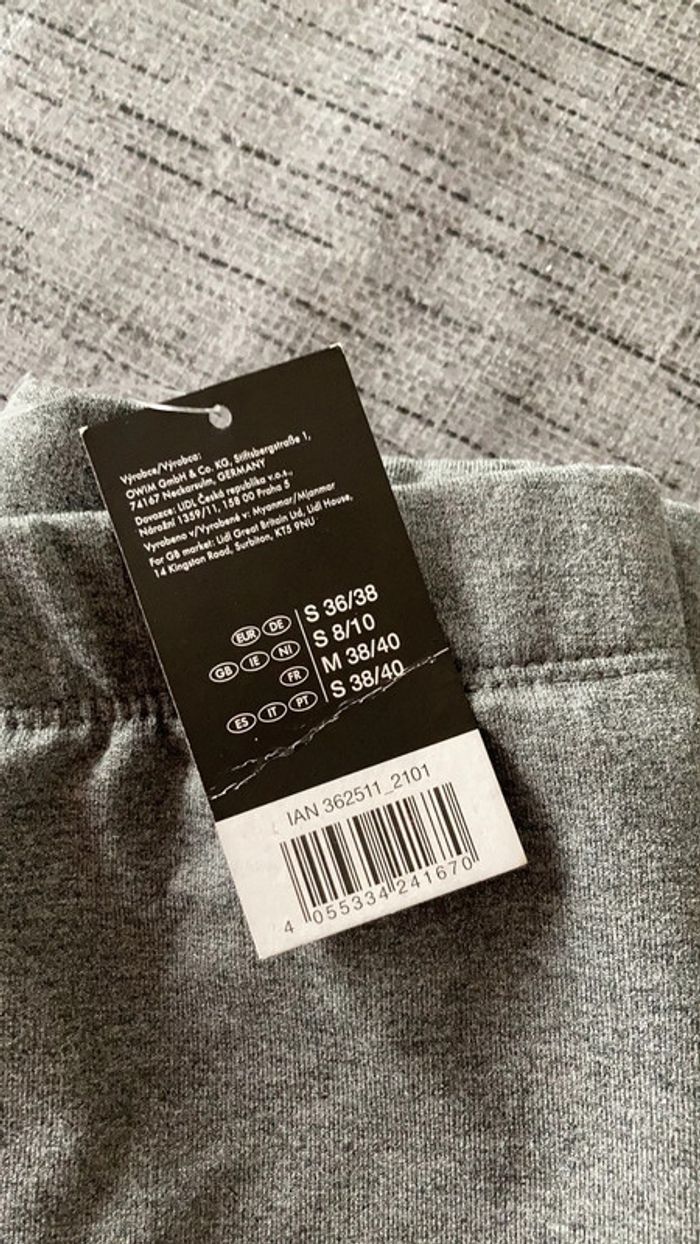 Výrobce/Výrobca:
OWIM GmbH & Co. KG, Stiftsbergstraße 1,
74167 Neckarsulm, GERMANY
Dovozce: LIDL Česká republika v.o.s.,
Nárožní 1359/11, 158 00 Praha 5
Vyrobeno v/Vyrobené v: Myanmar/Mjanmar
For GB market: Lidl Great Britain Ltd, Lidl House,
14 Kingston Road, Surbiton, KT5 9NU
EUR DE S 36/38
GB IE NI S 8/10
FR M 38/40
ES IT PT S 38/40
IAN 362511_2101
4 055334 241670